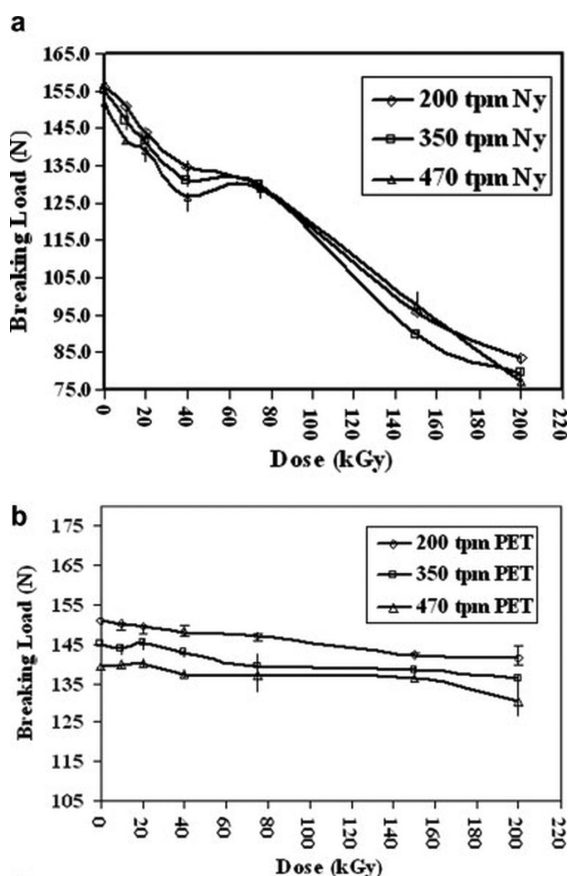 a
165.0
155.0
145.0
135.0
125.0
115.0
105.0
95.0
85.0
75.0
Breaking Load (N)
200 tpm Ny
350 tpm Ny
470 tpm Ny
0 20 40 60 80 100 120 140 160 180 200 220
Dose (kGy)
b
175
165
155
145
135
125
115
105
Breaking Load (N)
200 tpm PET
350 tpm PET
470 tpm PET
0 20 40 60 80 100 120 140 160 180 200 220
Dose (kGy)